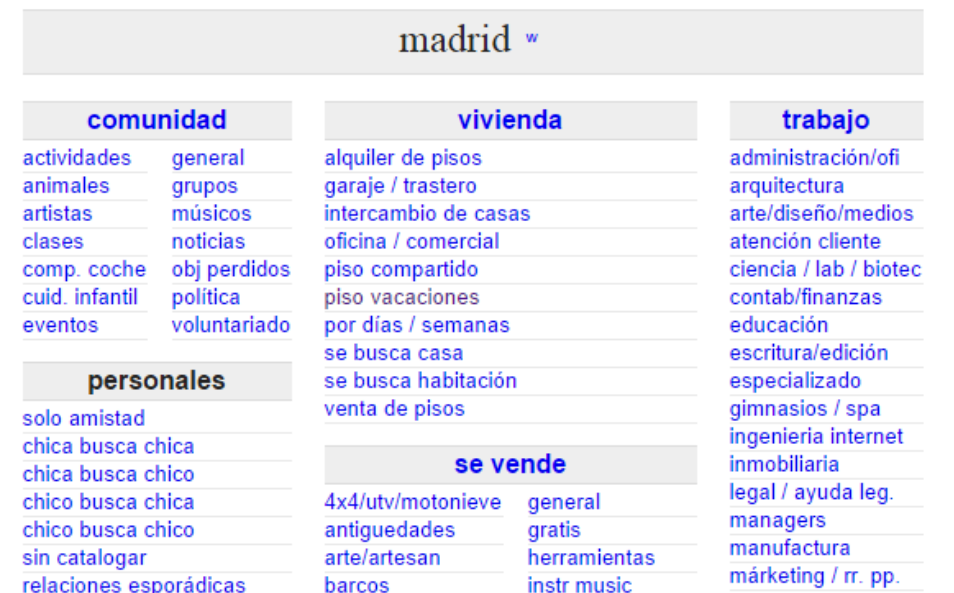 madrid w
comunidad
actividades
animales
artistas
clases
comp. coche
cuid. infantil
eventos
general
grupos
músicos
noticias
obj perdidos
política
voluntariado
personales
solo amistad
chica busca chica
chica busca chico
chico busca chica
chico busca chico
sin catalogar
relaciones esporádicas
vivienda
alquiler de pisos
garaje / trastero
intercambio de casas
oficina / comercial
piso compartido
piso vacaciones
por días / semanas
se busca casa
se busca habitación
venta de pisos
se vende
4x4/utv/motonieve
antiguedades
arte/artesan
barcos
general
gratis
herramientas
instr music
trabajo
administración/ofi
arquitectura
arte/diseño/medios
atención cliente
ciencia / lab / biotec
contab/finanzas
educación
escritura/edición
especializado
gimnasios / spa
ingenieria internet
inmobiliaria
legal / ayuda leg.
managers
manufactura
márketing / rr. pp.